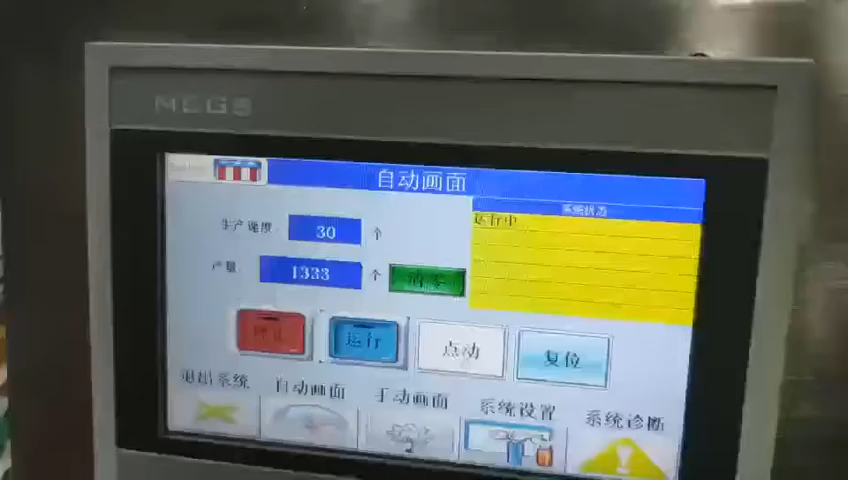 MCGS
自动画面
系统状态
运行中
生产速度 30 个
产量 1333 个 清零
停止 运行 点动 复位
退出系统 自动画面 手动画面 系统设置 系统诊断